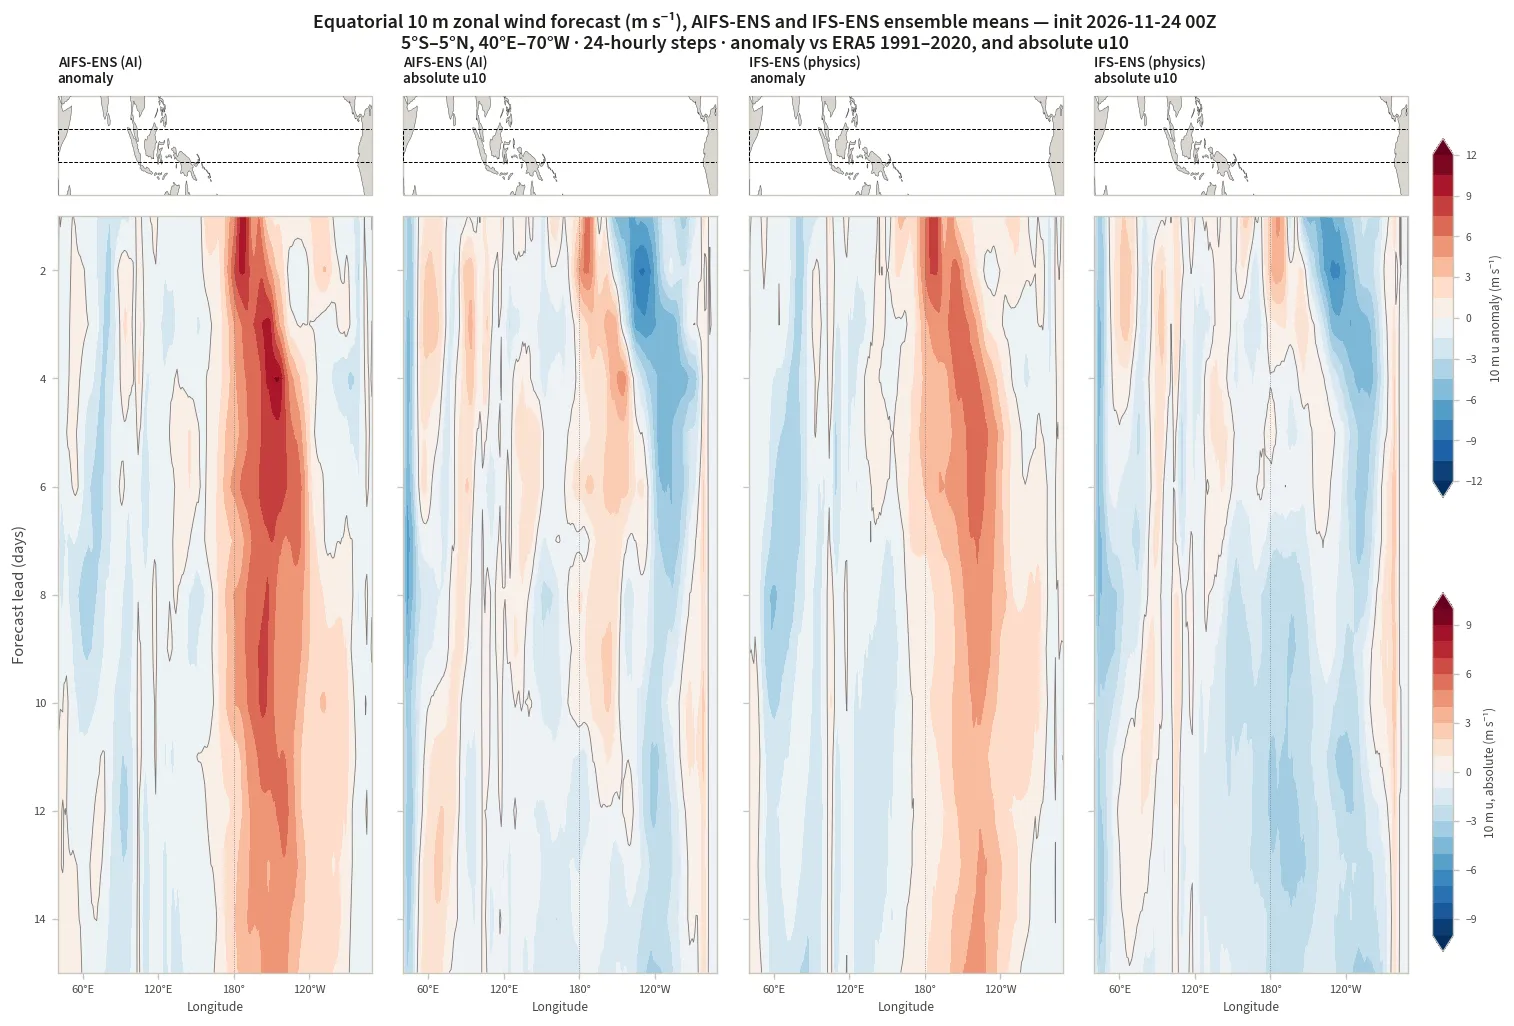 Equatorial 10 m zonal wind forecast (m s⁻¹), AIFS-ENS and IFS-ENS ensemble means — init 2026-11-24 00Z
5°S–5°N, 40°E–70°W · 24-hourly steps · anomaly vs ERA5 1991–2020, and absolute u10
AIFS-ENS (AI)
anomaly
AIFS-ENS (AI)
absolute u10
IFS-ENS (physics)
anomaly
IFS-ENS (physics)
absolute u10
Forecast lead (days)
2
4
6
8
10
12
14
60°E 120°E 180° 120°W
Longitude
60°E 120°E 180° 120°W
Longitude
60°E 120°E 180° 120°W
Longitude
60°E 120°E 180° 120°W
Longitude
12
9
6
3
0
−3
−6
−9
−12
10 m u anomaly (m s⁻¹)
9
6
3
0
−3
−6
−9
10 m u, absolute (m s⁻¹)